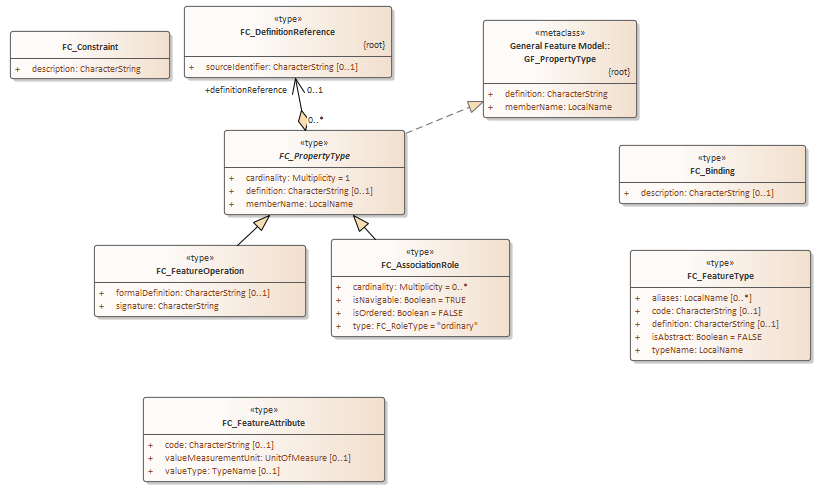 FC_Constraint
+ description: CharacterString
«type»
FC_DefinitionReference
{root}
+ sourceIdentifier: CharacterString [0..1]
«metaclass»
General Feature Model::
GF_PropertyType
{root}
+ definition: CharacterString
+ memberName: LocalName
+definitionReference
0..1
0..*
«type»
FC_PropertyType
+ cardinality: Multiplicity = 1
+ definition: CharacterString [0..1]
+ memberName: LocalName
«type»
FC_Binding
+ description: CharacterString [0..1]
«type»
FC_FeatureOperation
+ formalDefinition: CharacterString [0..1]
+ signature: CharacterString
«type»
FC_AssociationRole
+ cardinality: Multiplicity = 0..*
+ isNavigable: Boolean = TRUE
+ isOrdered: Boolean = FALSE
+ type: FC_RoleType = "ordinary"
«type»
FC_FeatureType
+ aliases: LocalName [0..*]
+ code: CharacterString [0..1]
+ definition: CharacterString [0..1]
+ isAbstract: Boolean = FALSE
+ typeName: LocalName
«type»
FC_FeatureAttribute
+ code: CharacterString [0..1]
+ valueMeasurementUnit: UnitOfMeasure [0..1]
+ valueType: TypeName [0..1]